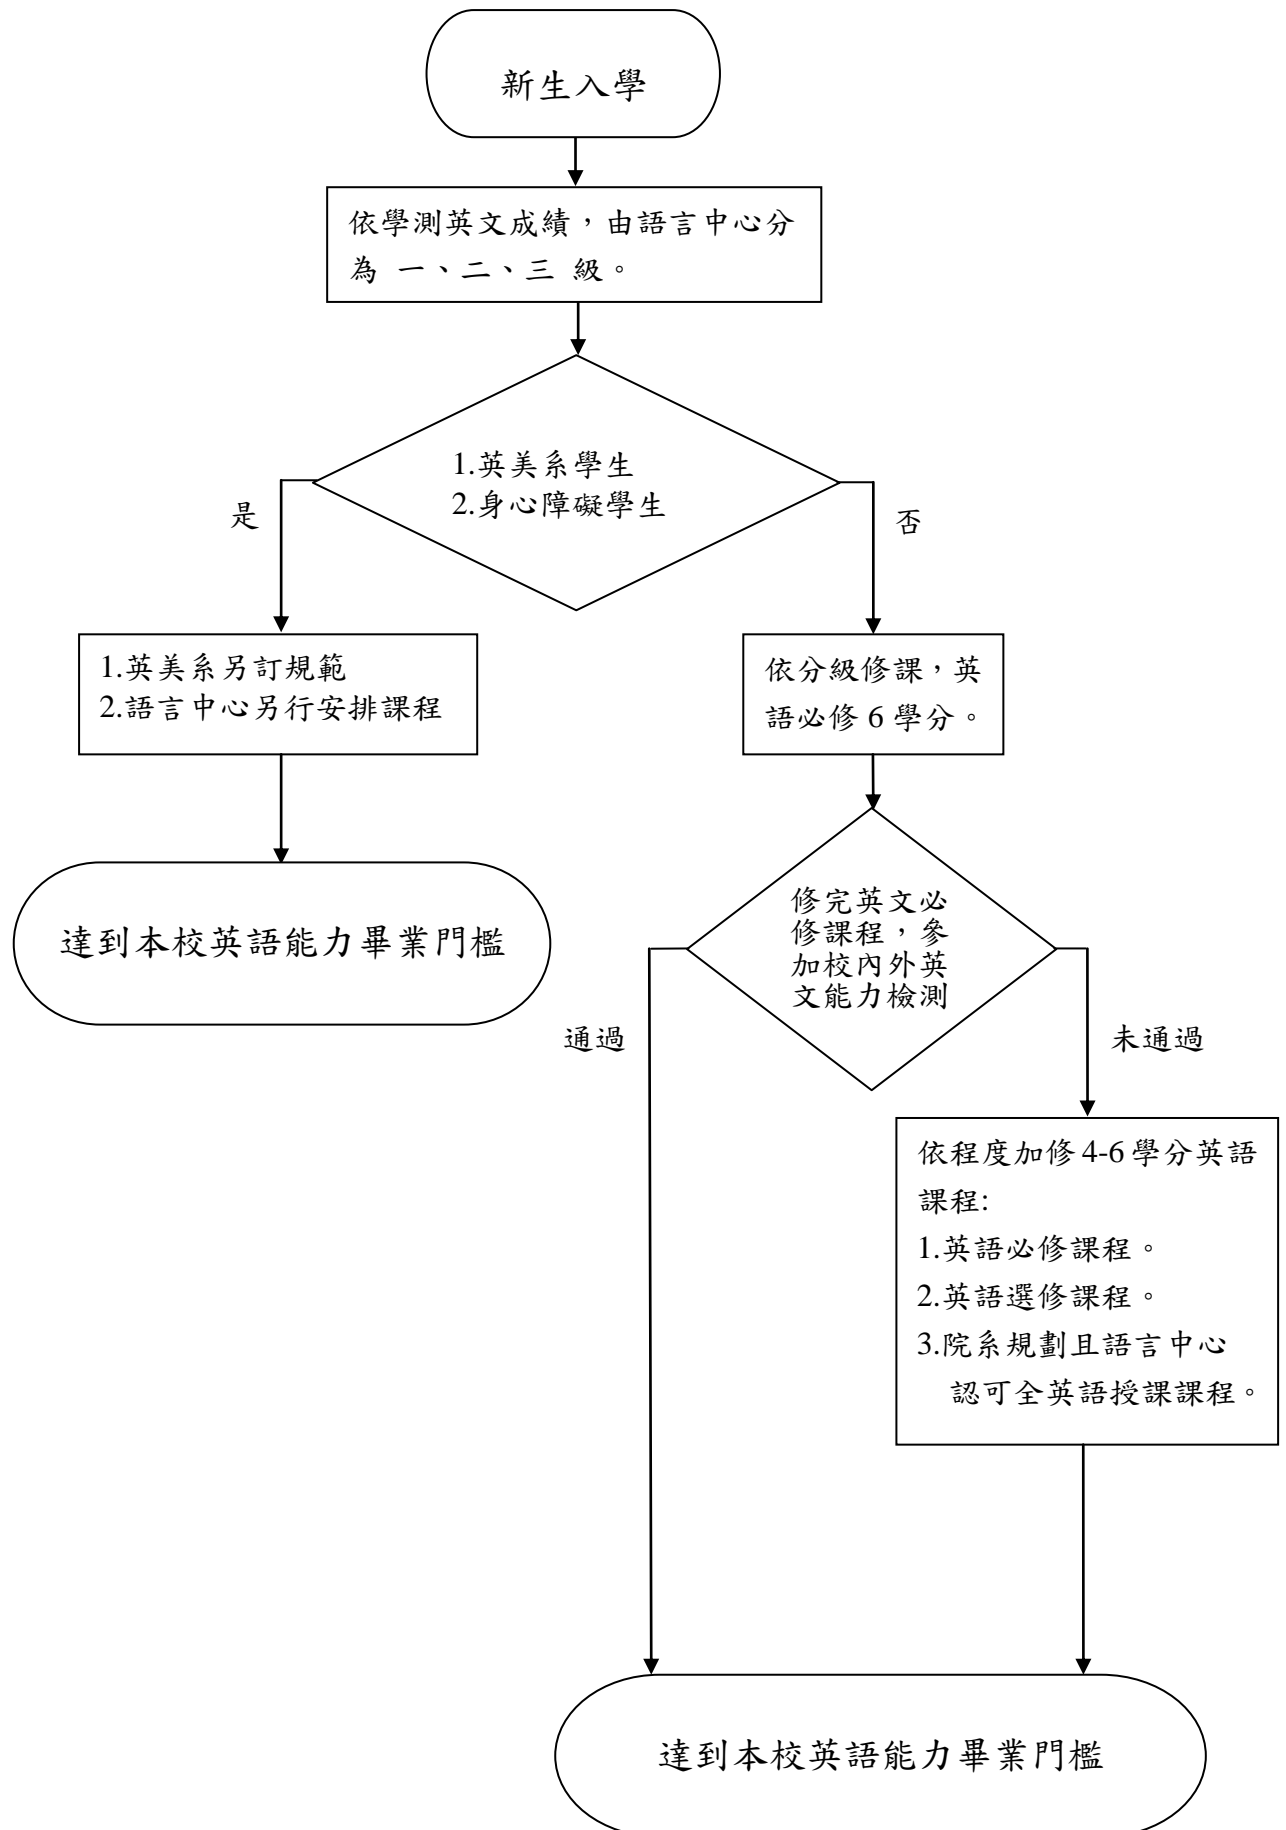 新生入學
依學測英文成績，由語言中心分
為 一、二、三 級。
1.英美系學生
2.身心障礙學生
是
否
1.英美系另訂規範
2.語言中心另行安排課程
依分級修課，英
語必修 6 學分。
達到本校英語能力畢業門檻
修完英文必
修課程，參
加校內外英
文能力檢測
通過
未通過
依程度加修 4-6 學分英語
課程:
1.英語必修課程。
2.英語選修課程。
3.院系規劃且語言中心
認可全英語授課課程。
達到本校英語能力畢業門檻